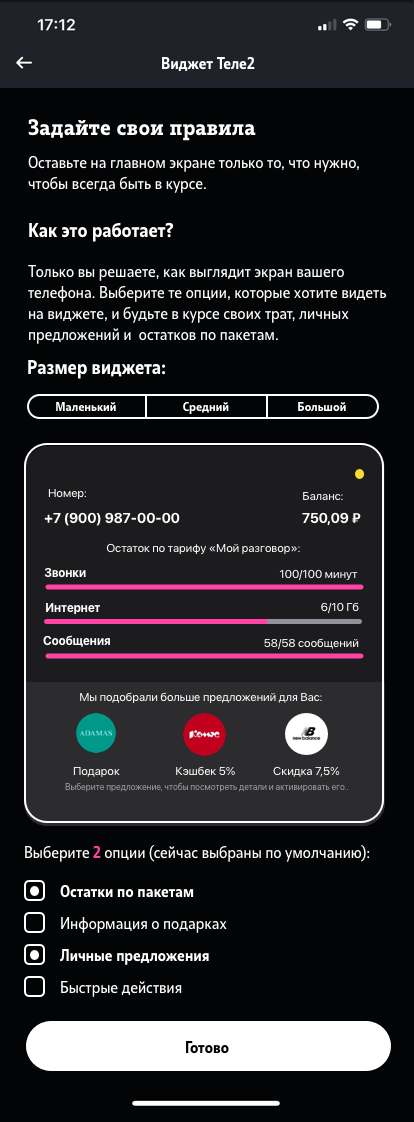 17:12
Виджет Теле2
Задайте свои правила
Оставьте на главном экране только то, что нужно,
чтобы всегда быть в курсе.
Как это работает?
Только вы решаете, как выглядит экран вашего
телефона. Выберите те опции, которые хотите видеть
на виджете, и будьте в курсе своих трат, личных
предложений и остатков по пакетам.
Размер виджета:
Маленький Средний Большой
Номер: Баланс:
+7 (900) 987-00-00 750,09 ₽
Остаток по тарифу «Мой разговор»:
Звонки 100/100 минут
Интернет 6/10 Гб
Сообщения 58/58 сообщений
Мы подобрали больше предложений для Вас:
ADAMAS Комус new balance
Подарок Кэшбек 5% Скидка 7,5%
Выберите предложение, чтобы посмотреть детали и активировать его..
Выберите 2 опции (сейчас выбраны по умолчанию):
Остатки по пакетам
Информация о подарках
Личные предложения
Быстрые действия
Готово